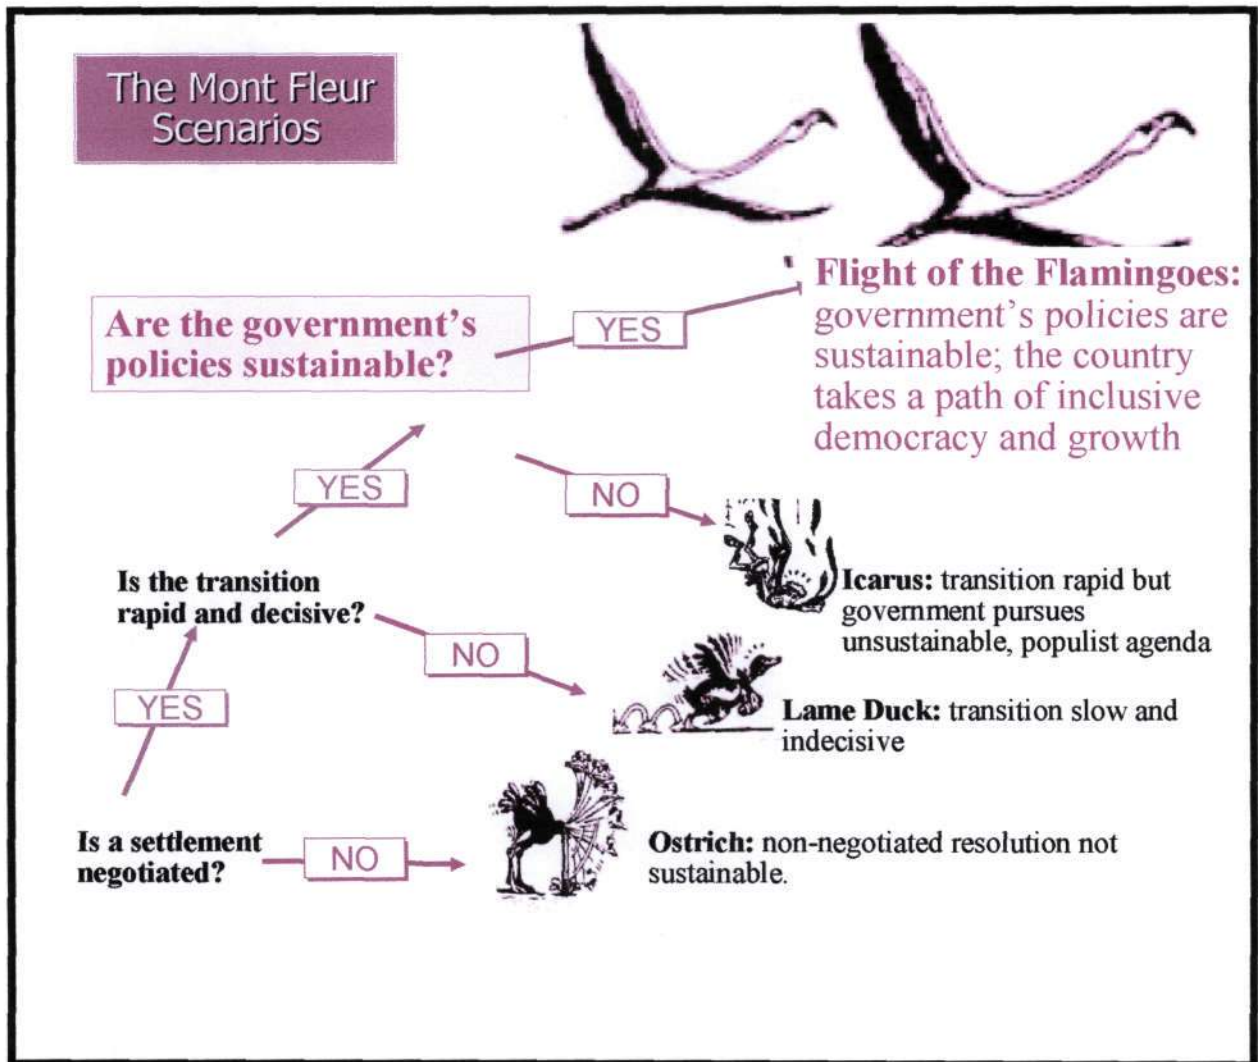 The Mont Fleur
Scenarios
Flight of the Flamingoes:
government's policies are
sustainable; the country
takes a path of inclusive
democracy and growth
Are the government's
policies sustainable?
YES
YES
NO
Icarus: transition rapid but
government pursues
unsustainable, populist agenda
Is the transition
rapid and decisive?
NO
YES
Lame Duck: transition slow and
indecisive
Is a settlement
negotiated?
NO
Ostrich: non-negotiated resolution not
sustainable.